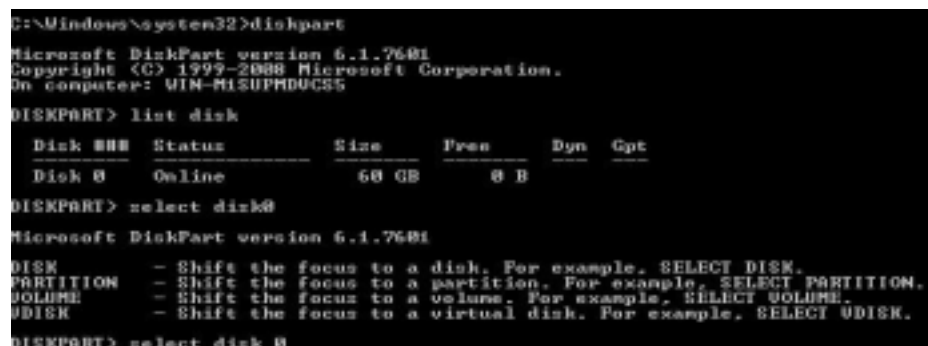 C:\Windows\system32>diskpart
Microsoft DiskPart version 6.1.7601
Copyright (C) 1999-2008 Microsoft Corporation.
On computer: WIN-M1SUPMDVCS5
DISKPART> list disk
Disk ### Status Size Free Dyn Gpt
Disk 0 Online 60 GB 0 B
DISKPART> select disk0
Microsoft DiskPart version 6.1.7601
DISK - Shift the focus to a disk. For example, SELECT DISK.
PARTITION - Shift the focus to a partition. For example, SELECT PARTITION.
VOLUME - Shift the focus to a volume. For example, SELECT VOLUME.
VDISK - Shift the focus to a virtual disk. For example, SELECT VDISK.
DISKPART> select disk 0